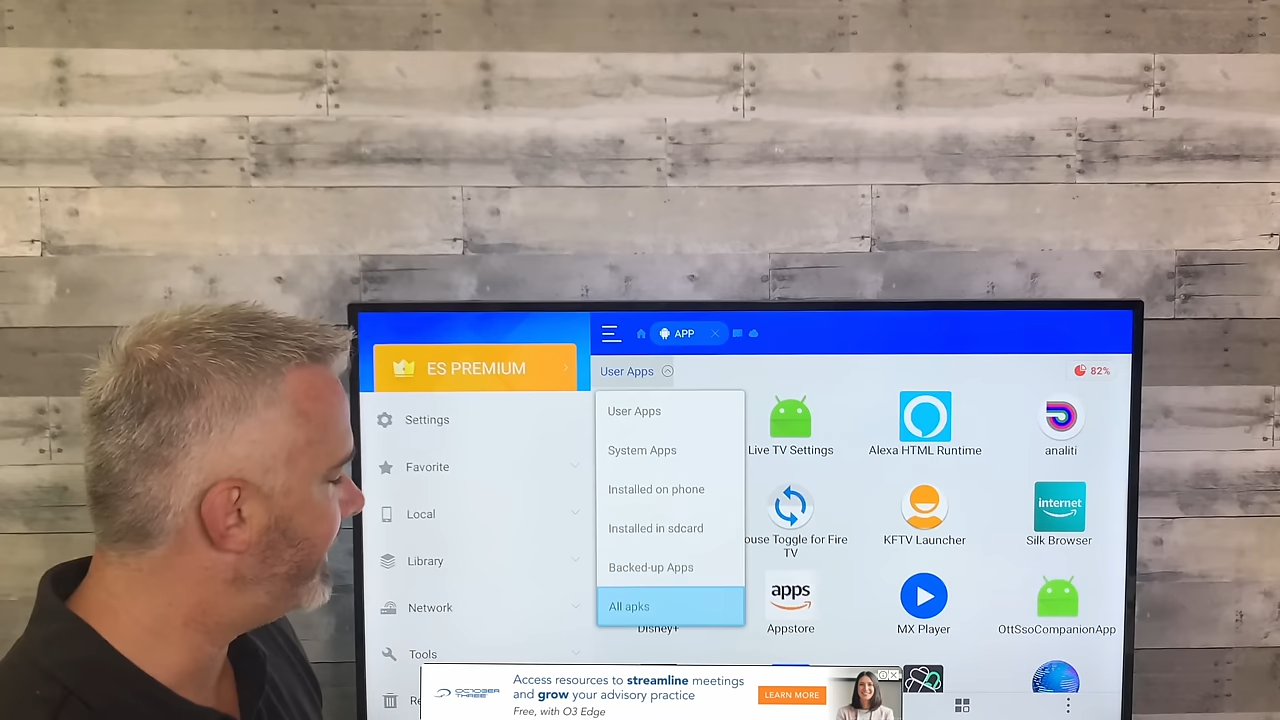 ES PREMIUM
APP
User Apps
82%
Settings
Favorite
Local
Library
Network
Tools
User Apps
System Apps
Installed on phone
Installed in sdcard
Backed-up Apps
All apks
Live TV Settings
Alexa HTML Runtime
analiti
ouse Toggle for Fire
TV
KFTV Launcher
internet
Silk Browser
Disney+
apps
Appstore
MX Player
OttSsoCompanionApp
OCTOBER
THREE
Access resources to streamline meetings
and grow your advisory practice
Free, with O3 Edge
LEARN MORE